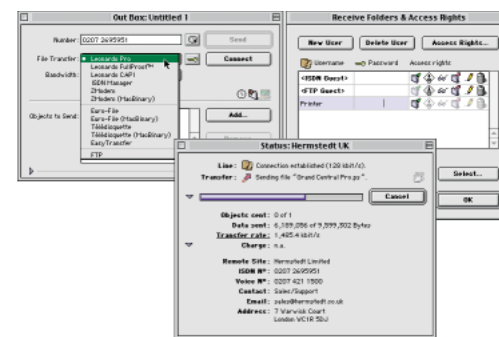 Out Box: Untitled 1
Number: 0207 2695951
Send
File Transfer: Leonardo Pro
Connect
Leonardo FullProof™
Bandwidth: Leonardo CAPI
ISDN Manager
ZModem
ZModem (MacBinary)
Euro-File
Objects to Send: Euro-File (MacBinary)
Add...
Télédisquette
Télédisquette (MacBinary)
EasyTransfer
FTP
Receive Folders & Access Rights
New User
Delete User
Access Rights...
Username
Password
Access rights
<ISDN Guest>
<FTP Guest>
Printer
Select...
OK
Status: Hermstedt UK
Line: Connection established (128 kbit/s).
Transfer: Sending file "Grand Central Pro.po".
Cancel
Objects sent: 0 of 1
Data sent: 6,189,056 of 9,599,502 Bytes
Transfer rate: 1,485.4 kbit/s
Charge: n.a.
Remote Site: Hermstedt Limited
ISDN Nº: 0207 2695951
Voice Nº: 0207 421 1500
Contact: Sales/Support
Email: sales@hermstedt.co.uk
Address: 7 Warwick Court
London WC1R 5DJ